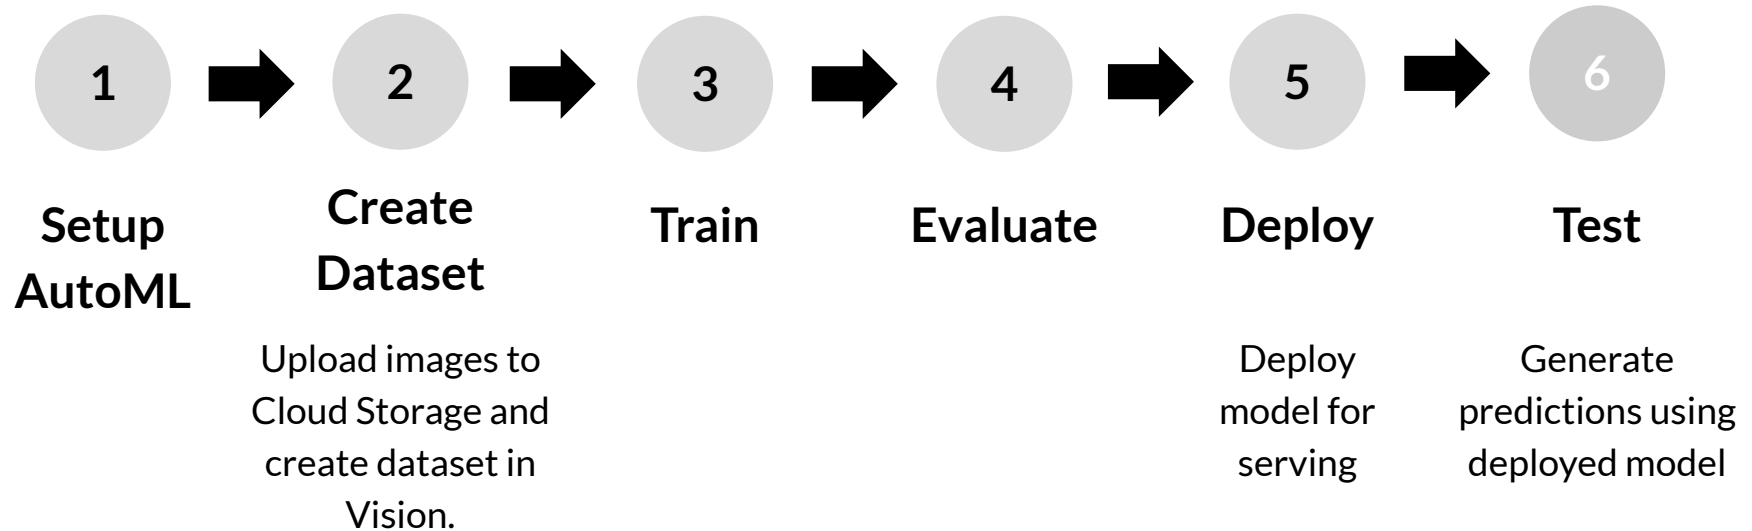 1
2
3
4
5
6
Setup
AutoML
Create
Dataset
Train
Evaluate
Deploy
Test
Upload images to
Cloud Storage and
create dataset in
Vision.
Deploy
model for
serving
Generate
predictions using
deployed model